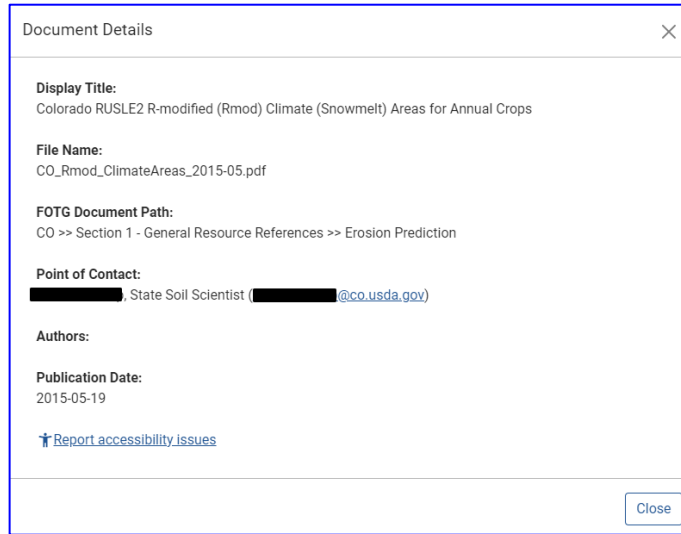 Document Details
Display Title:
Colorado RUSLE2 R-modified (Rmod) Climate (Snowmelt) Areas for Annual Crops
File Name:
CO_Rmod_ClimateAreas_2015-05.pdf
FOTG Document Path:
CO >> Section 1 - General Resource References >> Erosion Prediction
Point of Contact:
, State Soil Scientist (@co.usda.gov)
Authors:
Publication Date:
2015-05-19
Report accessibility issues
Close